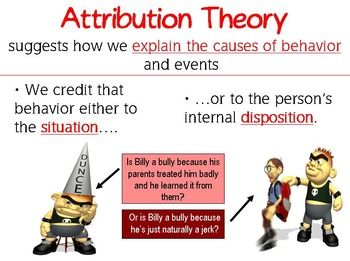 Attribution Theory
suggests how we explain the causes of behavior
and events
• We credit that
behavior either to
the situation….
• …or to the person's
internal disposition.
DUNCE
Is Billy a bully because
his parents treated him badly
and he learned it from
them?
Or is Billy a bully because
he's just naturally a jerk?